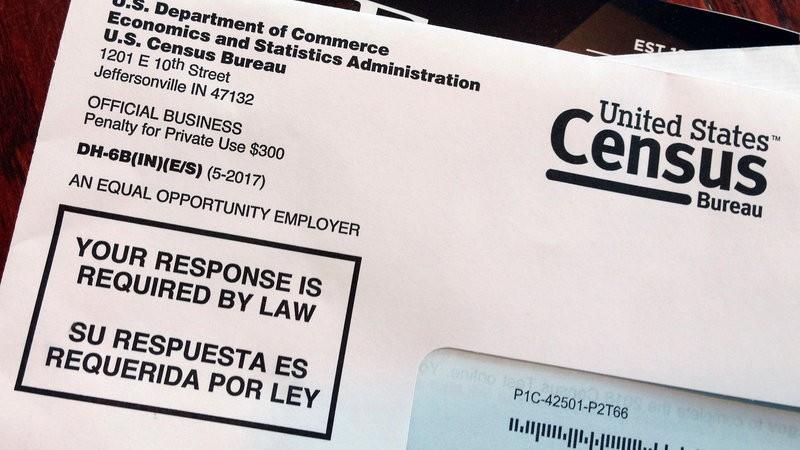 U.S. Department of Commerce
Economics and Statistics Administration
U.S. Census Bureau
1201 E 10th Street
Jeffersonville IN 47132
OFFICIAL BUSINESS
Penalty for Private Use $300
DH-6B(IN)(E/S) (5-2017)
AN EQUAL OPPORTUNITY EMPLOYER
YOUR RESPONSE IS
REQUIRED BY LAW
SU RESPUESTA ES
REQUERIDA POR LEY
EST
United States™
Census
Bureau
P1C-42501-P2T66